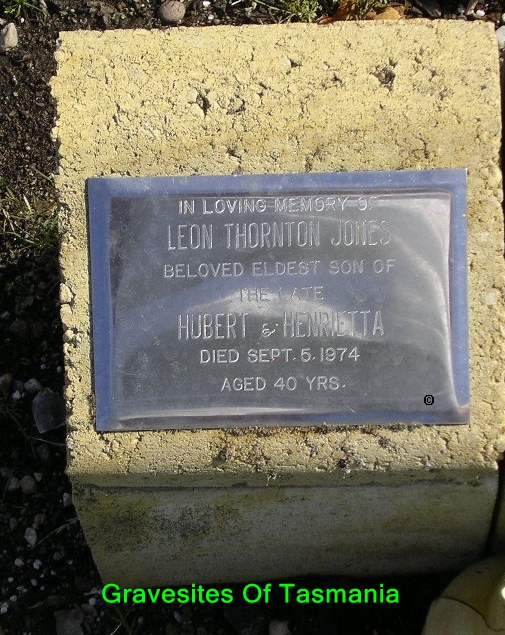 IN LOVING MEMORY OF
LEON THORNTON JONES
BELOVED ELDEST SON OF
THE LATE
HUBERT & HENRIETTA
DIED SEPT. 5. 1974
AGED 40 YRS.
©
Gravesites Of Tasmania